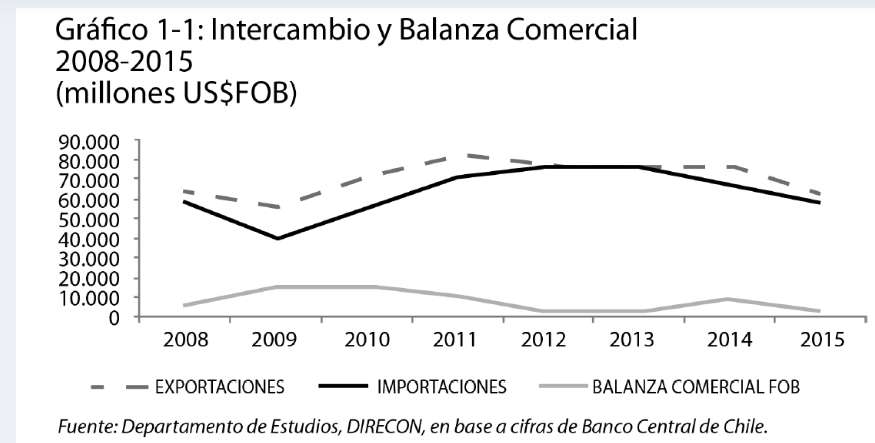 Gráfico 1-1: Intercambio y Balanza Comercial
2008-2015
(millones US$FOB)
90.000
80.000
70.000
60.000
50.000
40.000
30.000
20.000
10.000
0
2008 2009 2010 2011 2012 2013 2014 2015
EXPORTACIONES IMPORTACIONES BALANZA COMERCIAL FOB
Fuente: Departamento de Estudios, DIRECON, en base a cifras de Banco Central de Chile.